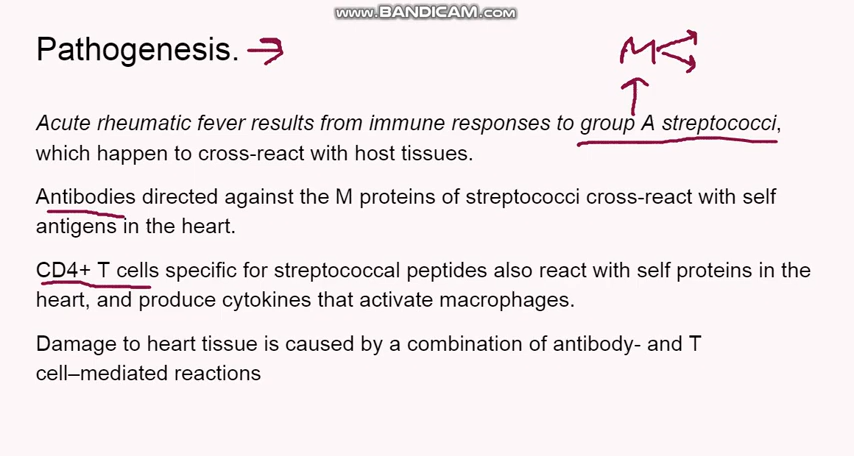 www.BANDICAM.com
Pathogenesis.
M
Acute rheumatic fever results from immune responses to group A streptococci,
which happen to cross-react with host tissues.
Antibodies directed against the M proteins of streptococci cross-react with self
antigens in the heart.
CD4+ T cells specific for streptococcal peptides also react with self proteins in the
heart, and produce cytokines that activate macrophages.
Damage to heart tissue is caused by a combination of antibody- and T
cell–mediated reactions